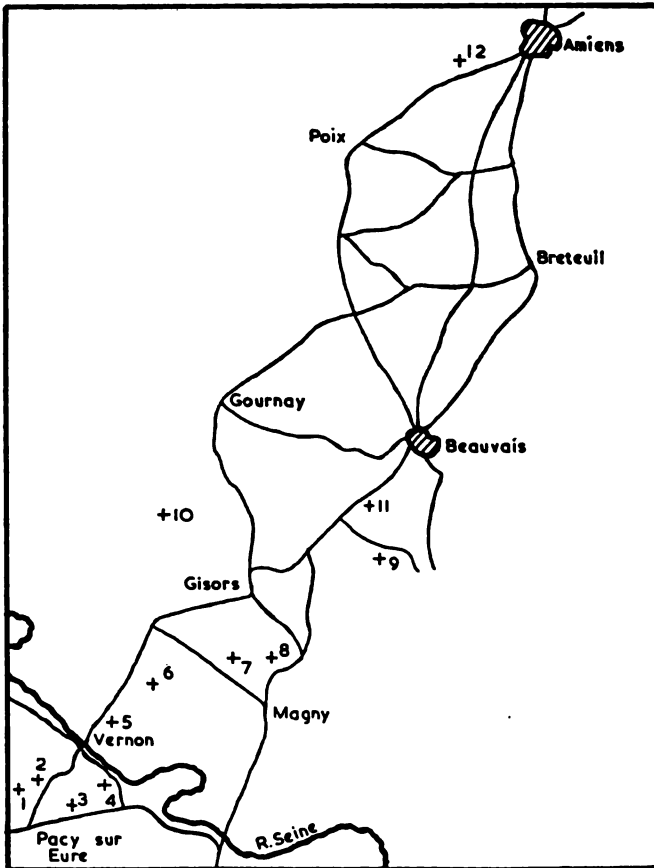 Amiens
+12
Poix
Breteuil
Gournay
Beauvais
+11
+10
+9
Gisors
+8
+7
+6
Magny
+5
Vernon
2
+
+
1
+3
+
4
Pacy sur
Eure
R. Seine